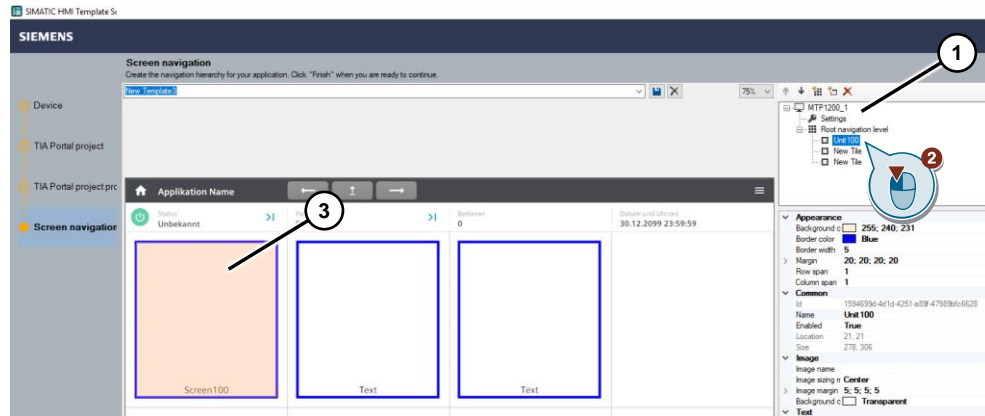 SIMATIC HMI Template Su
SIEMENS
Screen navigation
Create the navigation hierarchy for your application. Click "Finish" when you are ready to continue.
New Template3
75%
Device
TIA Portal project
TIA Portal project prc
Screen navigation
MTP1200_1
Settings
Root navigation level
Unit100
New Tile
New Tile
1
2
3
Applikation Name
Status
Unbekannt
Bediener
0
Datum und Uhrzeit
30.12.2099 23:59:59
Screen100
Text
Text
Appearance
Background c 255; 240; 231
Border color Blue
Border width 5
Margin 20; 20; 20; 20
Row span 1
Column span 1
Common
Id 1594699d-4d1d-4251-a89f-47989bfc6628
Name Unit100
Enabled True
Location 21, 21
Size 278, 306
Image
Image name
Image sizing m Center
Image margin 5; 5; 5; 5
Background c Transparent
Text